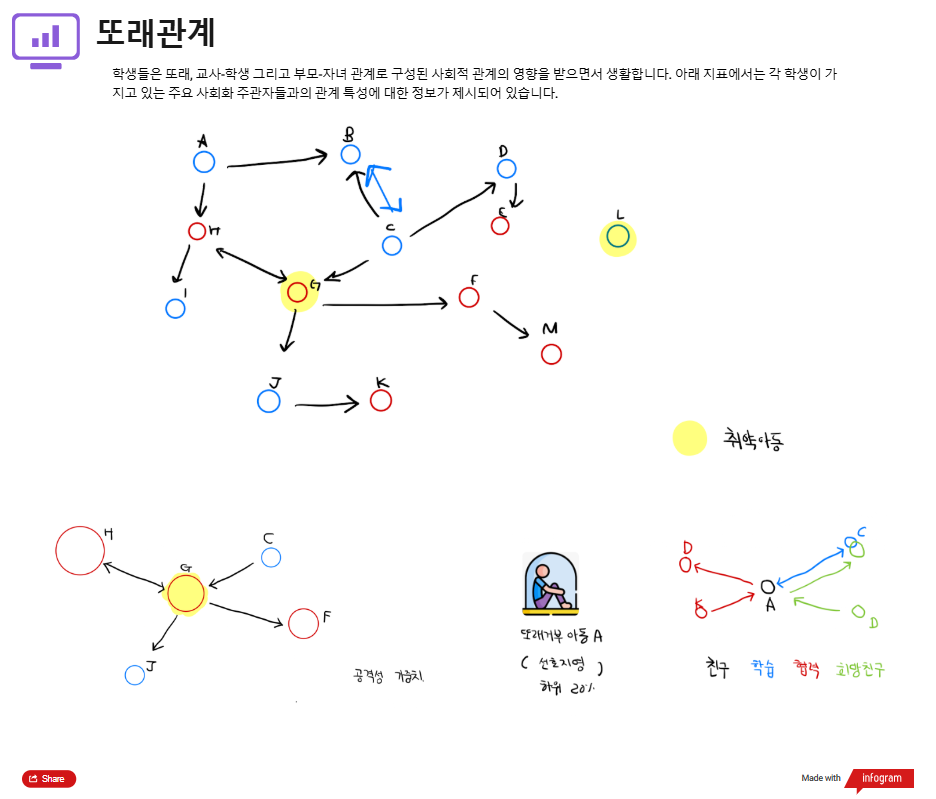 또래관계
학생들은 또래, 교사-학생 그리고 부모-자녀 관계로 구성된 사회적 관계의 영향을 받으면서 생활합니다. 아래 지표에서는 각 학생이 가
지고 있는 주요 사회화 주관자들과의 관계 특성에 대한 정보가 제시되어 있습니다.
A
B
D
C
E
L
H
I
G
F
M
J
K
취약아동
H
C
G
F
J
공격성 가중치
또래거부 아동 A
( 선호지명 )
하위 20%
D
C
K
A
D
친구 학습 협력 희망친구
Share
Made with infogram